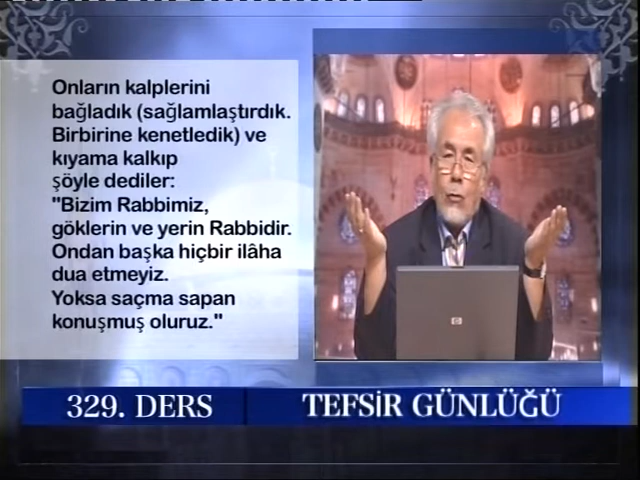 Onların kalplerini
bağladık (sağlamlaştırdık.
Birbirine kenetledik) ve
kıyama kalkıp
şöyle dediler:
"Bizim Rabbimiz,
göklerin ve yerin Rabbidir.
Ondan başka hiçbir ilâha
dua etmeyiz.
Yoksa saçma sapan
konuşmuş oluruz."
hp
329. DERS
TEFSİR GÜNLÜĞÜ